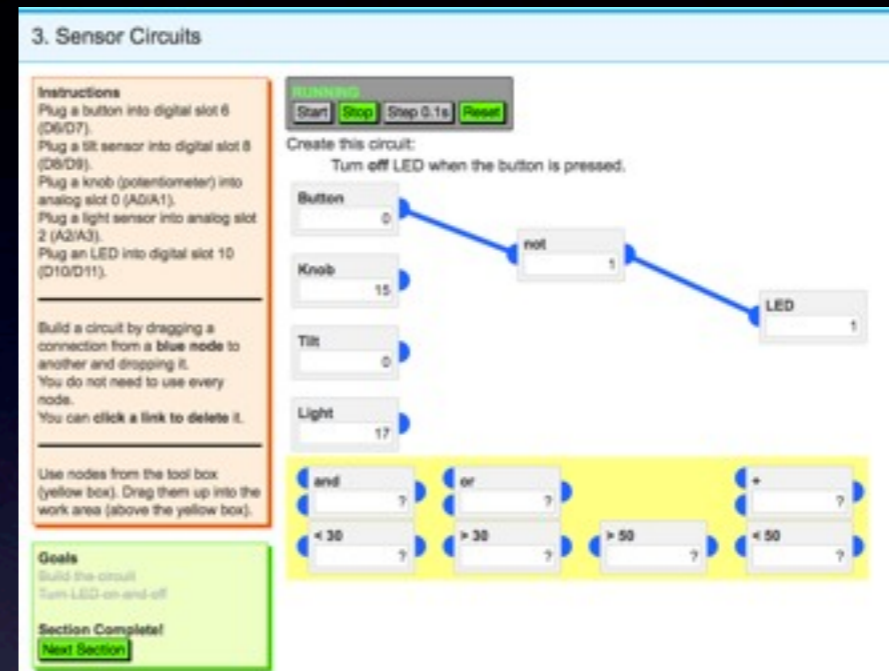 3. Sensor Circuits
Instructions
Plug a button into digital slot 6
(D6/D7).
Plug a tilt sensor into digital slot 8
(D8/D9).
Plug a knob (potentiometer) into
analog slot 0 (A0/A1).
Plug a light sensor into analog slot
2 (A2/A3).
Plug an LED into digital slot 10
(D10/D11).
Build a circuit by dragging a
connection from a blue node to
another and dropping it.
You do not need to use every
node.
You can click a link to delete it.
Use nodes from the tool box
(yellow box). Drag them up into the
work area (above the yellow box).
Goals
Build the circuit
Turn LED on and off
Section Complete!
Next Section
RUNNING
Start Stop Step 0.1s Reset
Create this circuit:
Turn off LED when the button is pressed.
Button
0
not
1
LED
1
Knob
15
Tilt
0
Light
17
and
?
or
?
+
?
< 30
?
> 30
?
> 50
?
< 50
?